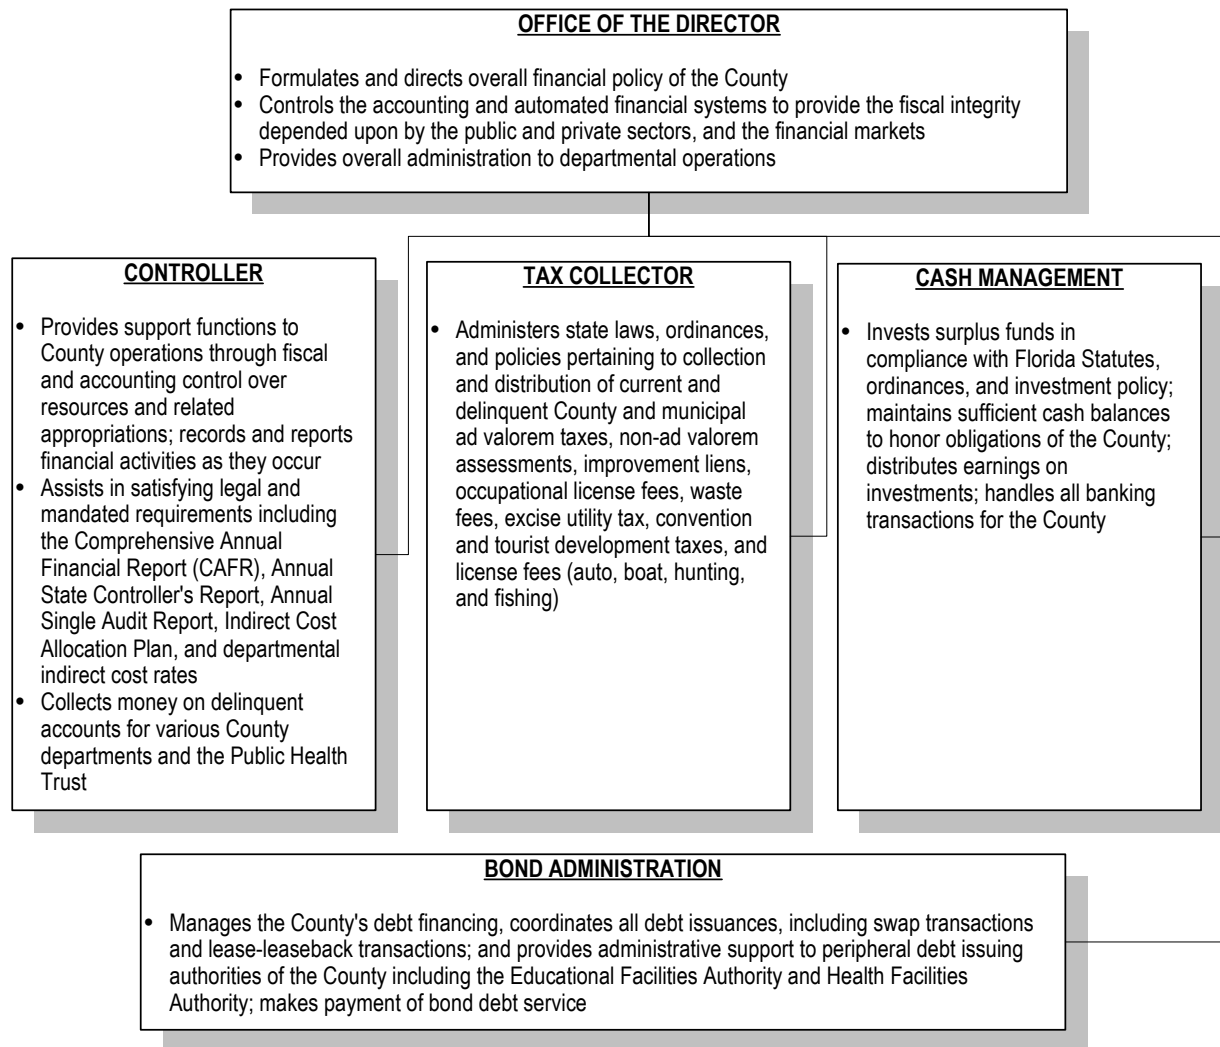 OFFICE OF THE DIRECTOR
• Formulates and directs overall financial policy of the County
• Controls the accounting and automated financial systems to provide the fiscal integrity
depended upon by the public and private sectors, and the financial markets
• Provides overall administration to departmental operations
CONTROLLER
• Provides support functions to
County operations through fiscal
and accounting control over
resources and related
appropriations; records and reports
financial activities as they occur
• Assists in satisfying legal and
mandated requirements including
the Comprehensive Annual
Financial Report (CAFR), Annual
State Controller's Report, Annual
Single Audit Report, Indirect Cost
Allocation Plan, and departmental
indirect cost rates
• Collects money on delinquent
accounts for various County
departments and the Public Health
Trust
TAX COLLECTOR
• Administers state laws, ordinances,
and policies pertaining to collection
and distribution of current and
delinquent County and municipal
ad valorem taxes, non-ad valorem
assessments, improvement liens,
occupational license fees, waste
fees, excise utility tax, convention
and tourist development taxes, and
license fees (auto, boat, hunting,
and fishing)
CASH MANAGEMENT
• Invests surplus funds in
compliance with Florida Statutes,
ordinances, and investment policy;
maintains sufficient cash balances
to honor obligations of the County;
distributes earnings on
investments; handles all banking
transactions for the County
BOND ADMINISTRATION
• Manages the County's debt financing, coordinates all debt issuances, including swap transactions
and lease-leaseback transactions; and provides administrative support to peripheral debt issuing
authorities of the County including the Educational Facilities Authority and Health Facilities
Authority; makes payment of bond debt service